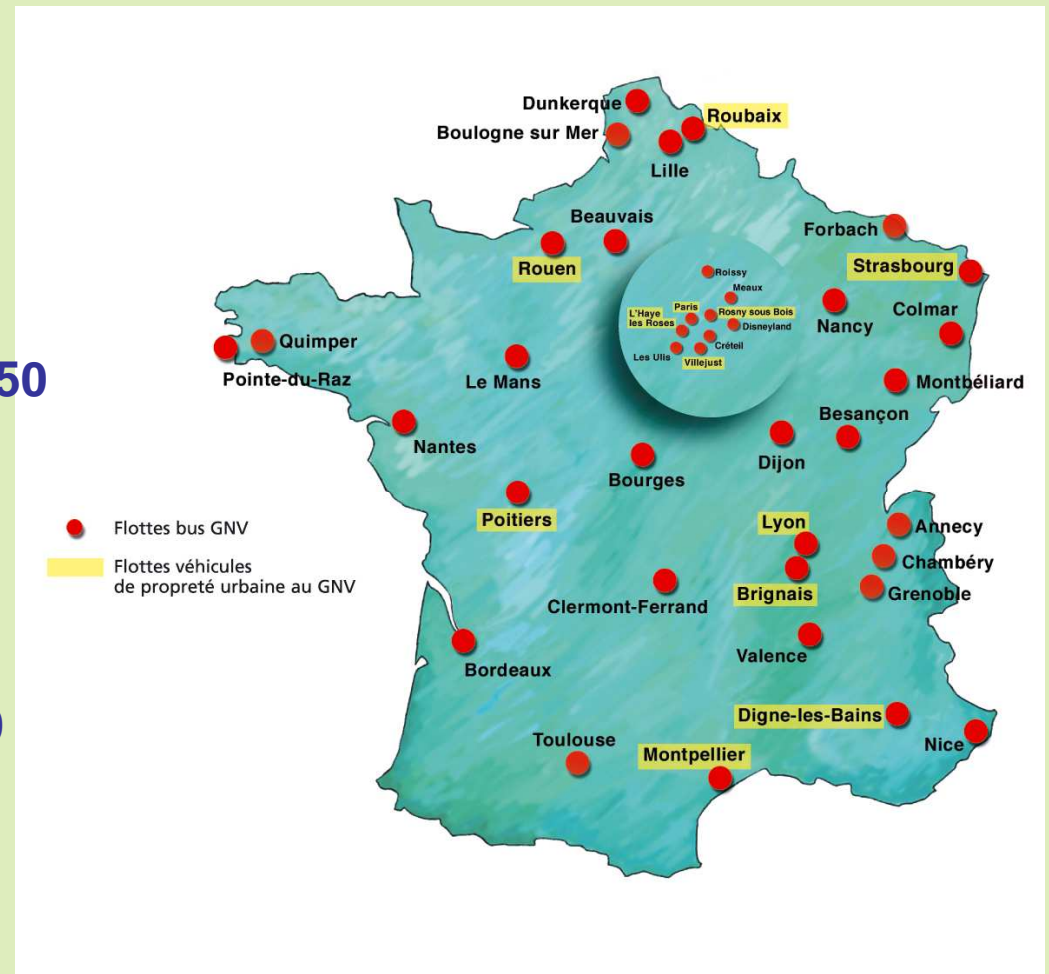 Dunkerque
Roubaix
Boulogne sur Mer
Lille
Beauvais
Forbach
Rouen
Strasbourg
Roissy
Meaux
Paris
L'Haye
les Roses
Rosny sous Bois
Disneyland
Créteil
Les Ulis
Villejust
Nancy
Colmar
Quimper
Pointe-du-Raz
50
Le Mans
Montbéliard
Besançon
Nantes
Dijon
Bourges
Poitiers
Lyon
Annecy
Flottes bus GNV
Chambéry
Flottes véhicules
de propreté urbaine au GNV
Clermont-Ferrand
Brignais
Grenoble
Bordeaux
Valence
Digne-les-Bains
)
Toulouse
Nice
Montpellier